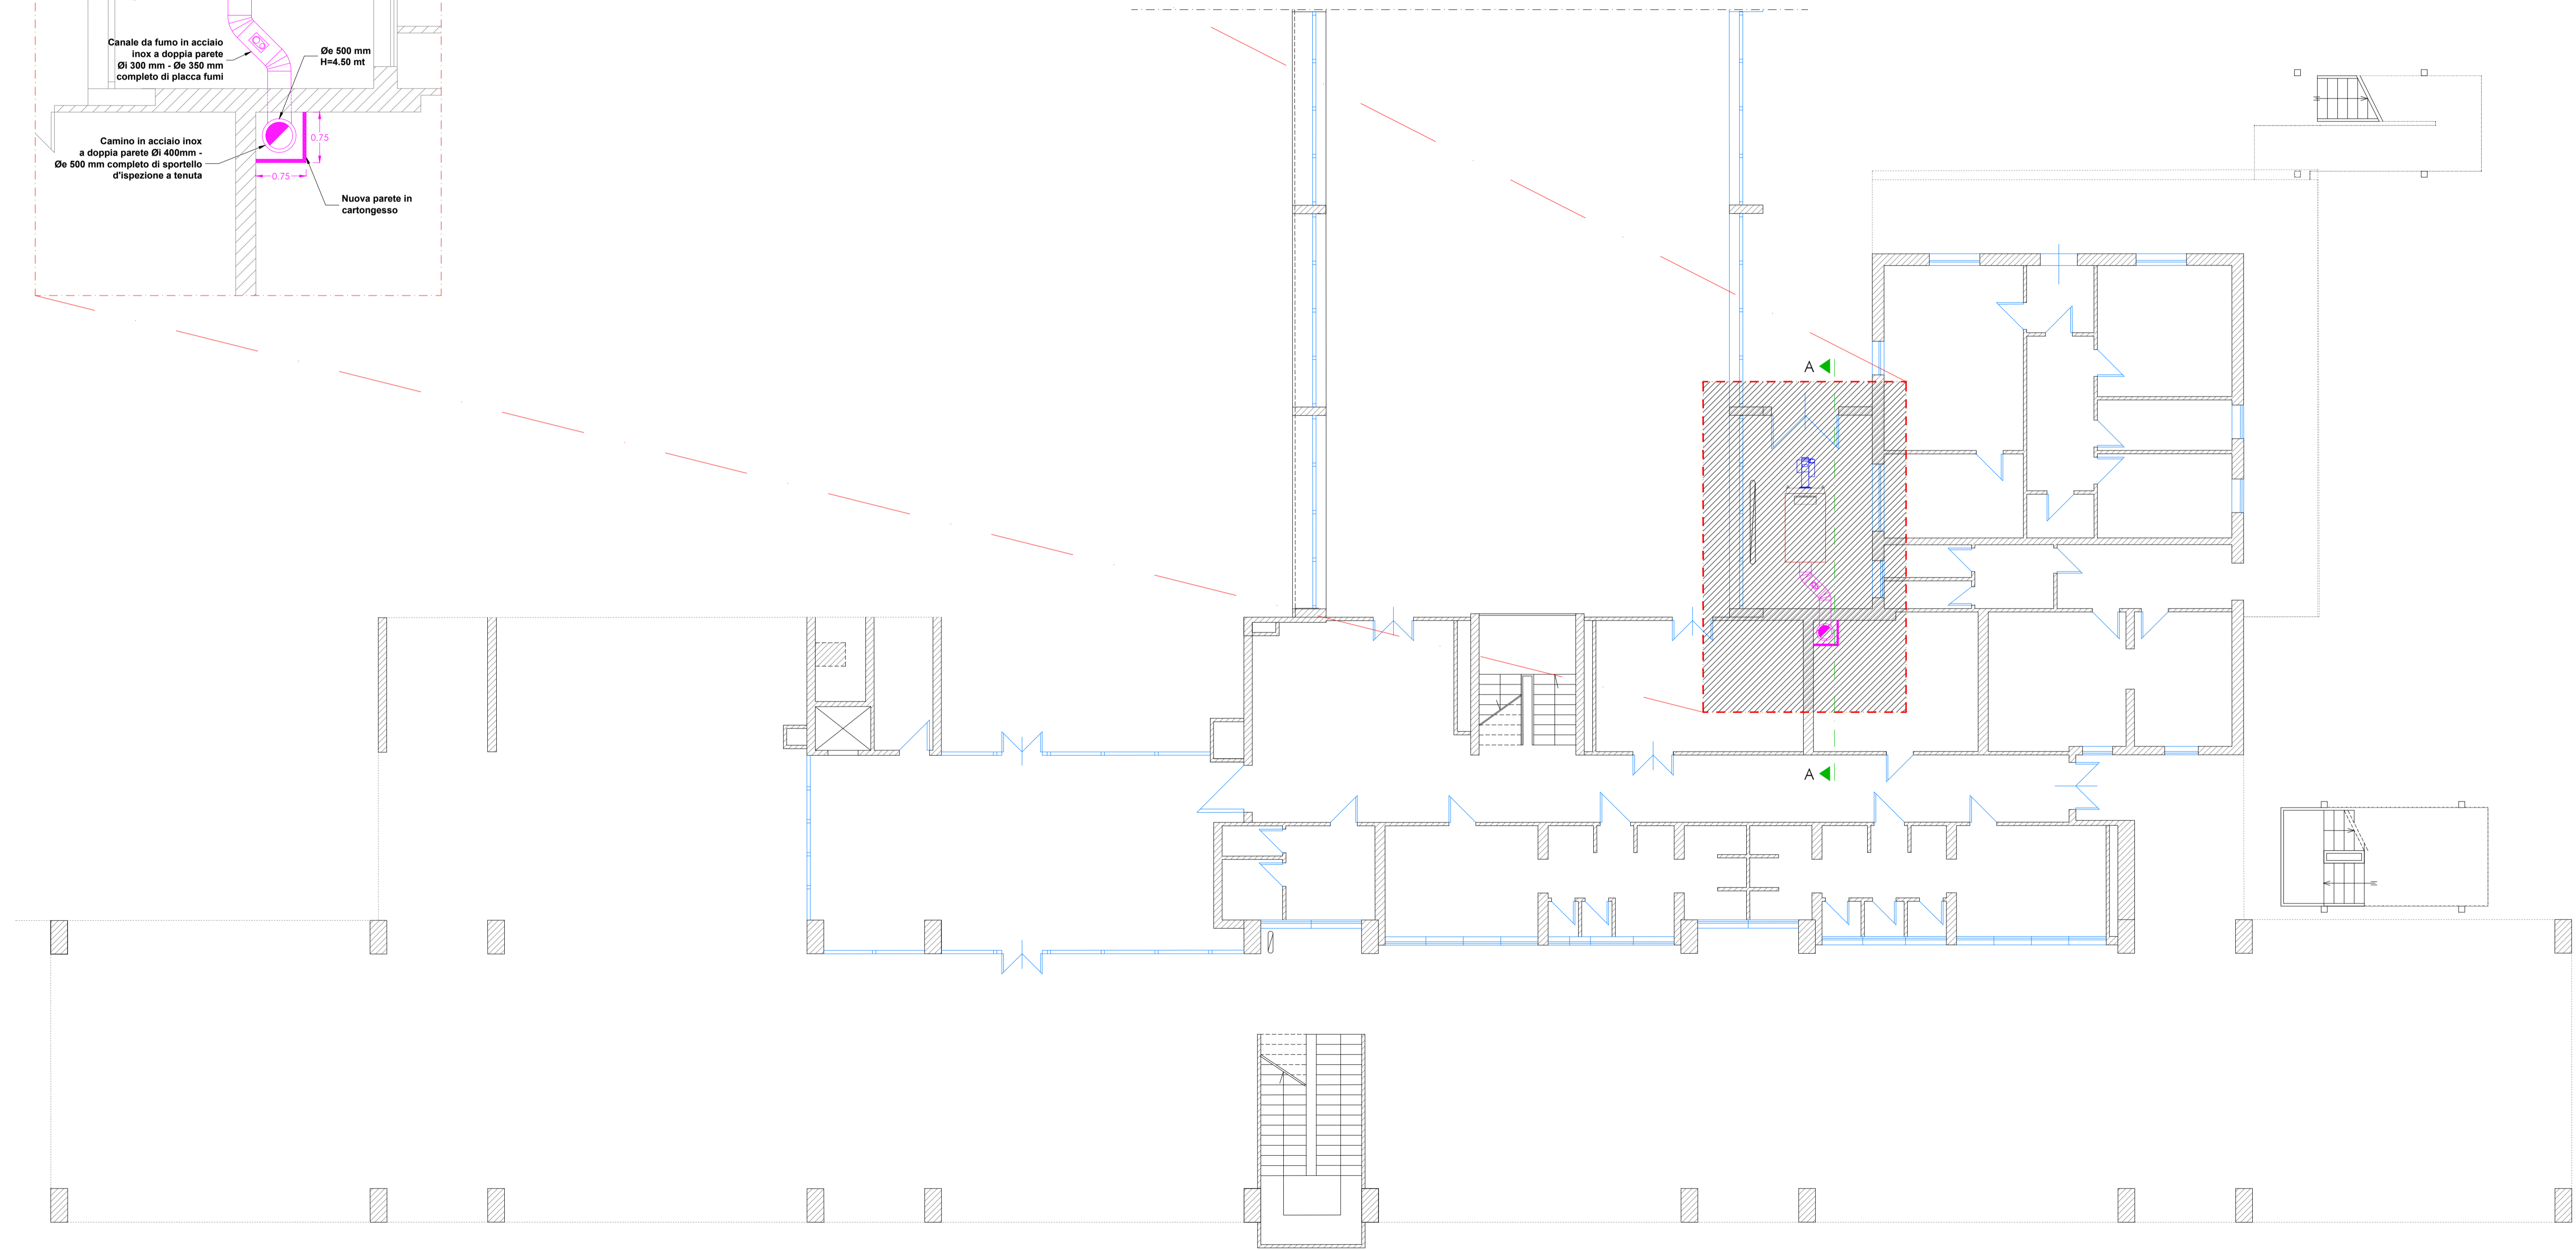 Canale da fumo in acciaio
inox a doppia parete
Øi 300 mm - Øe 350 mm
completo di placca fumi
Øe 500 mm
H=4.50 mt
Camino in acciaio inox
a doppia parete Øi 400mm -
Øe 500 mm completo di sportello
d'ispezione a tenuta
0.75
0.75
Nuova parete in
cartongesso
A
A